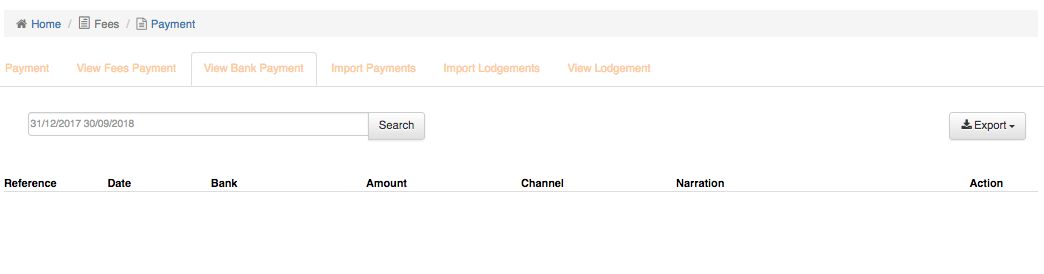 Home / Fees / Payment
Payment View Fees Payment View Bank Payment Import Payments Import Lodgements View Lodgement
31/12/2017 30/09/2018 Search Export
Reference Date Bank Amount Channel Narration Action